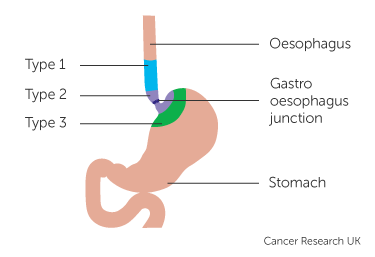 Oesophagus
Type 1
Gastro
oesophagus
junction
Type 2
Type 3
Stomach
Cancer Research UK